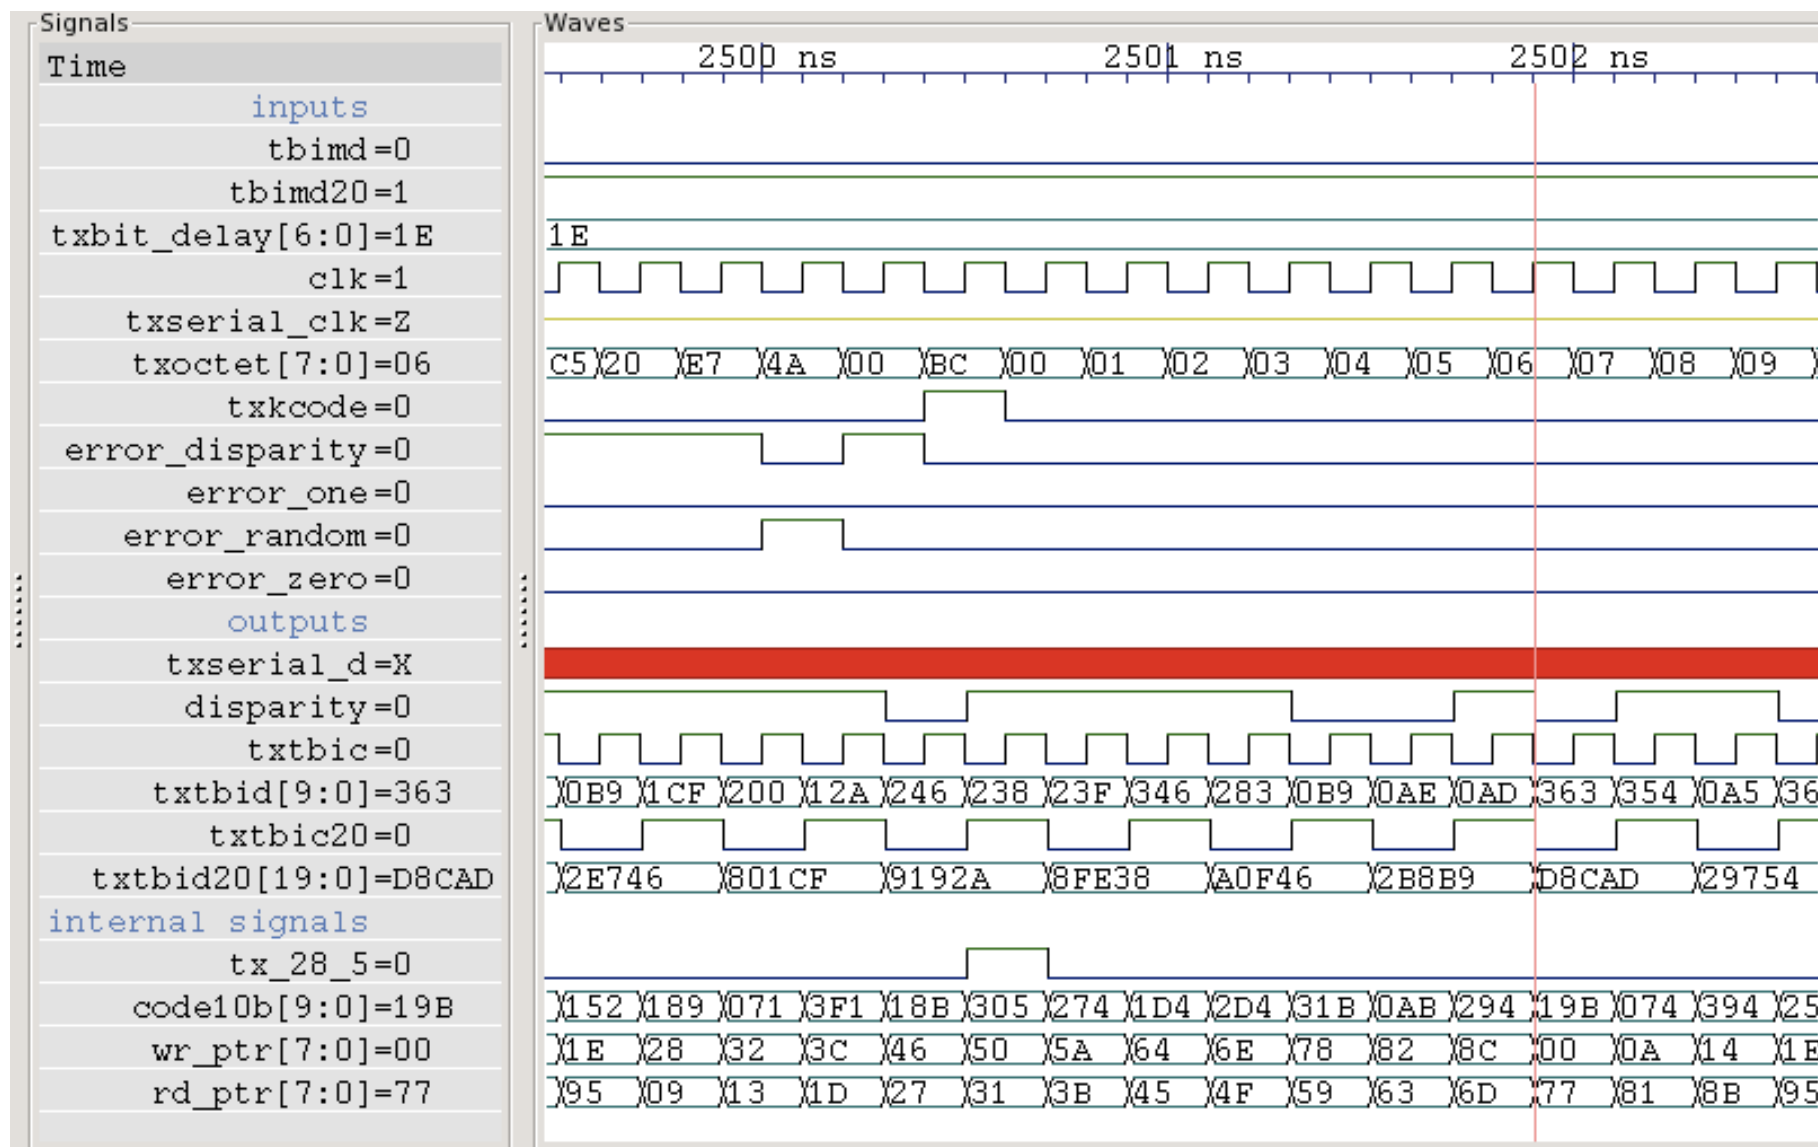 Signals Waves
Time 2500 ns 2501 ns 2502 ns
inputs
tbimd=0
tbimd20=1
txbit_delay[6:0]=1E 1E
clk=1
txserial_clk=Z
txoctet[7:0]=06 C5 20 E7 4A 00 BC 00 01 02 03 04 05 06 07 08 09
txkcode=0
error_disparity=0
error_one=0
error_random=0
error_zero=0
outputs
txserial_d=X
disparity=0
txtbic=0
txtbid[9:0]=363 0B9 1CF 200 12A 246 238 23F 346 283 0B9 0AE 0AD 363 354 0A5 36
txtbic20=0
txtbid20[19:0]=D8CAD 2E746 801CF 9192A 8FE38 A0F46 2B8B9 D8CAD 29754
internal signals
tx_28_5=0
code10b[9:0]=19B 152 189 071 3F1 18B 305 274 1D4 2D4 31B 0AB 294 19B 074 394 25
wr_ptr[7:0]=00 1E 28 32 3C 46 50 5A 64 6E 78 82 8C 00 0A 14 1E
rd_ptr[7:0]=77 95 09 13 1D 27 31 3B 45 4F 59 63 6D 77 81 8B 95